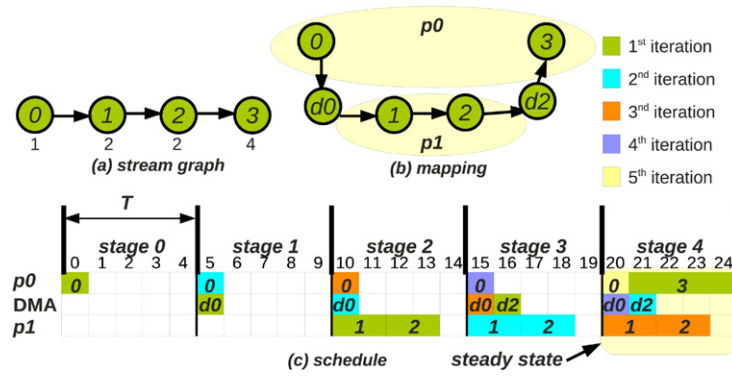 0 p0 3
1st iteration
2nd iteration
3nd iteration
4th iteration
5th iteration
d0 1 2 d2
p1
0 1 2 3
1 2 2 4
(a) stream graph
(b) mapping
T
stage 0 stage 1 stage 2 stage 3 stage 4
0 1 2 3 4 5 6 7 8 9 10 11 12 13 14 15 16 17 18 19 20 21 22 23 24
p0 0 0 0 0 0 3
DMA d0 d0 d0 d2 d0 d2
p1 1 2 1 2 1 2
(c) schedule
steady state